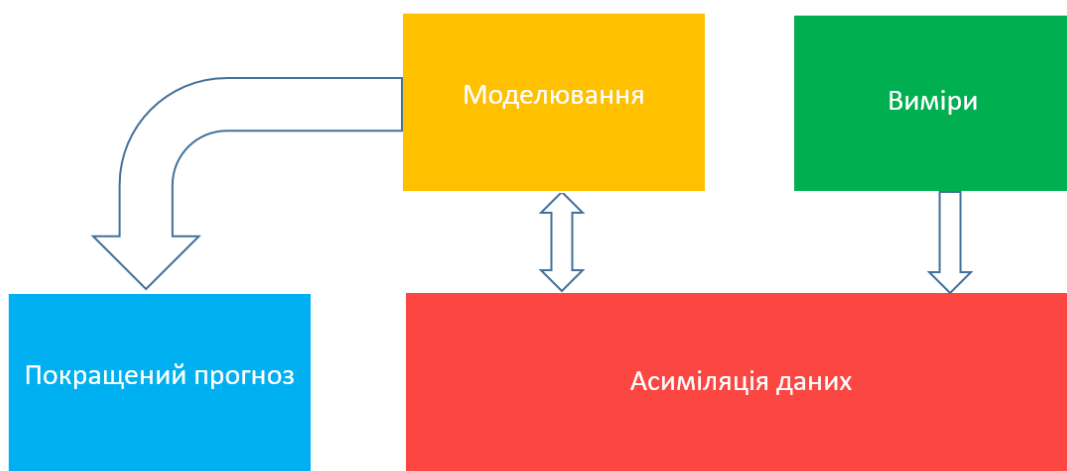 Моделювання
Виміри
Покращений прогноз
Асиміляція даних